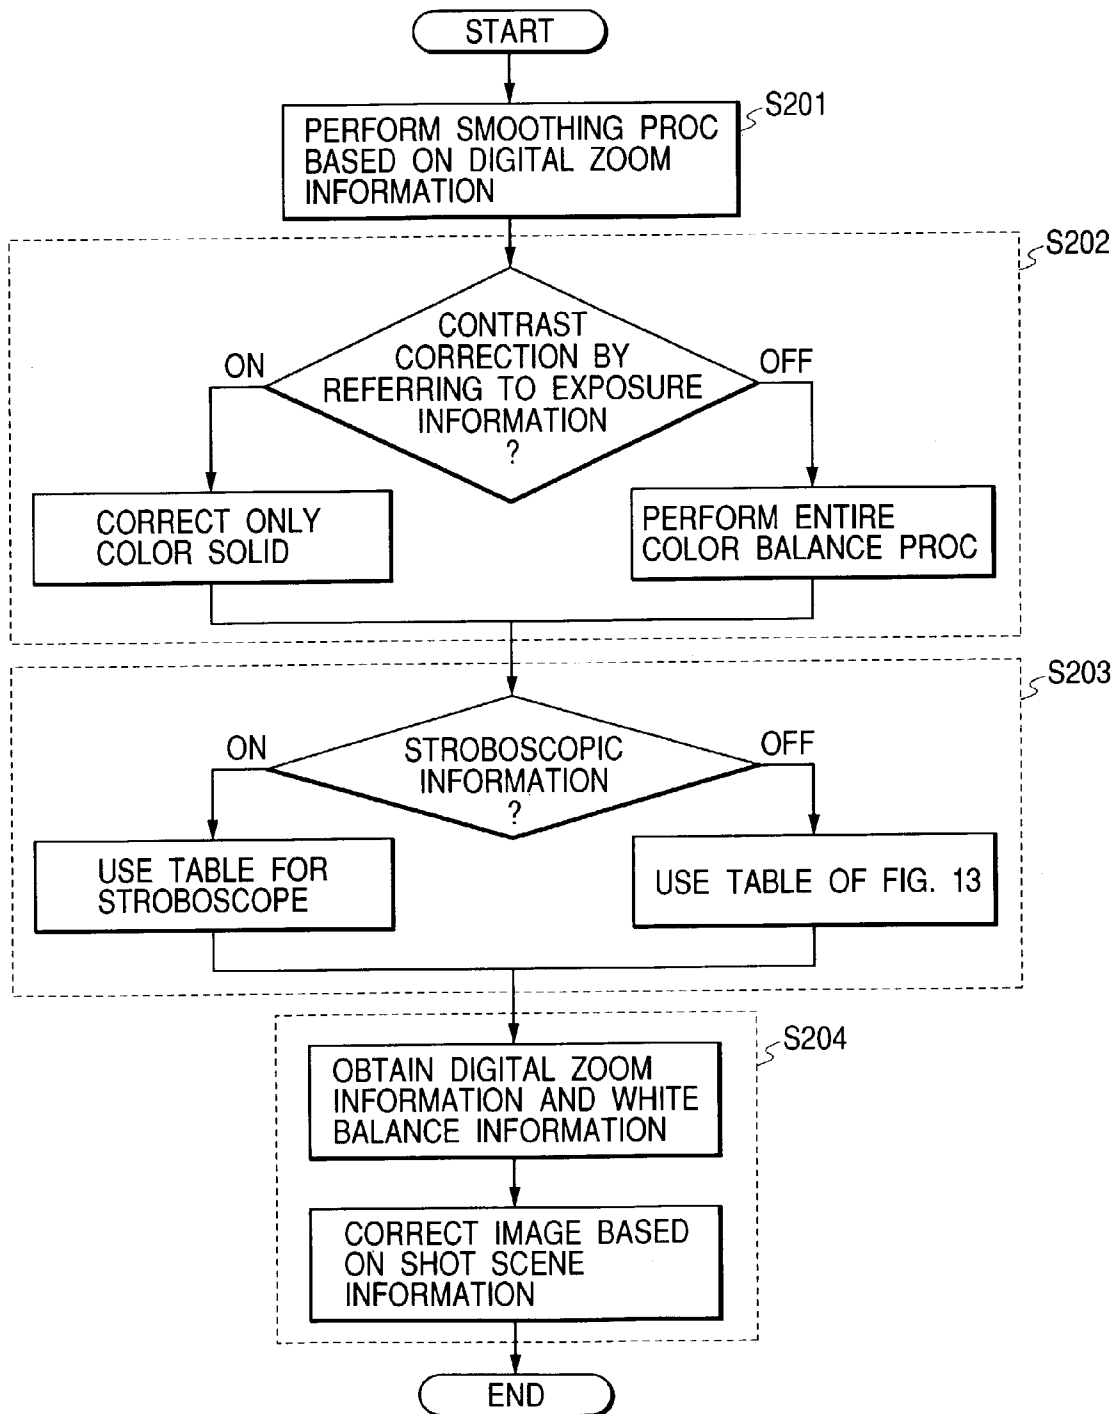 START
S201
PERFORM SMOOTHING PROC
BASED ON DIGITAL ZOOM
INFORMATION
S202
CONTRAST
CORRECTION BY
REFERRING TO EXPOSURE
INFORMATION
?
ON
OFF
CORRECT ONLY
COLOR SOLID
PERFORM ENTIRE
COLOR BALANCE PROC
S203
STROBOSCOPIC
INFORMATION
?
ON
OFF
USE TABLE FOR
STROBOSCOPE
USE TABLE OF FIG. 13
S204
OBTAIN DIGITAL ZOOM
INFORMATION AND WHITE
BALANCE INFORMATION
CORRECT IMAGE BASED
ON SHOT SCENE
INFORMATION
END